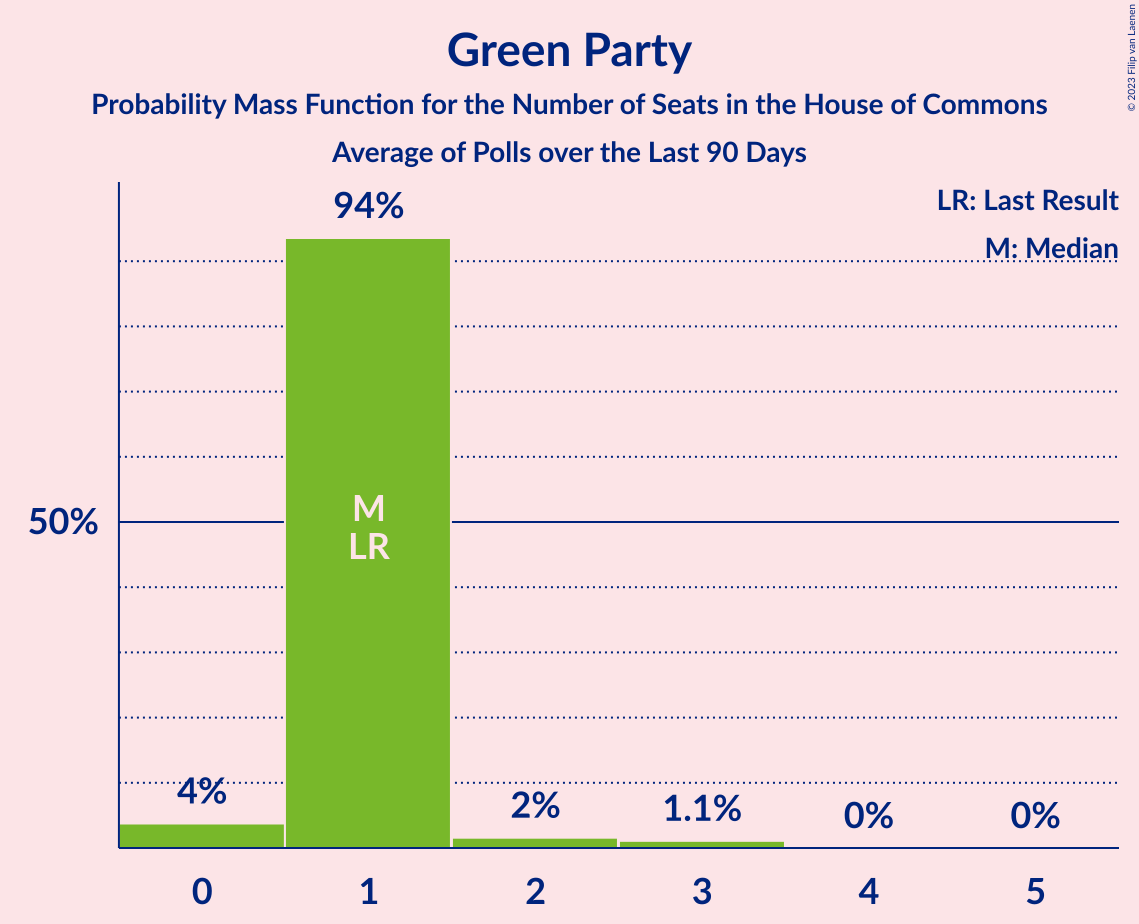 Green Party
Probability Mass Function for the Number of Seats in the House of Commons
Average of Polls over the Last 90 Days
© 2023 Filip van Laenen
LR: Last Result
M: Median
94%
50%
M
LR
4%
2%
1.1%
0%
0%
0
1
2
3
4
5